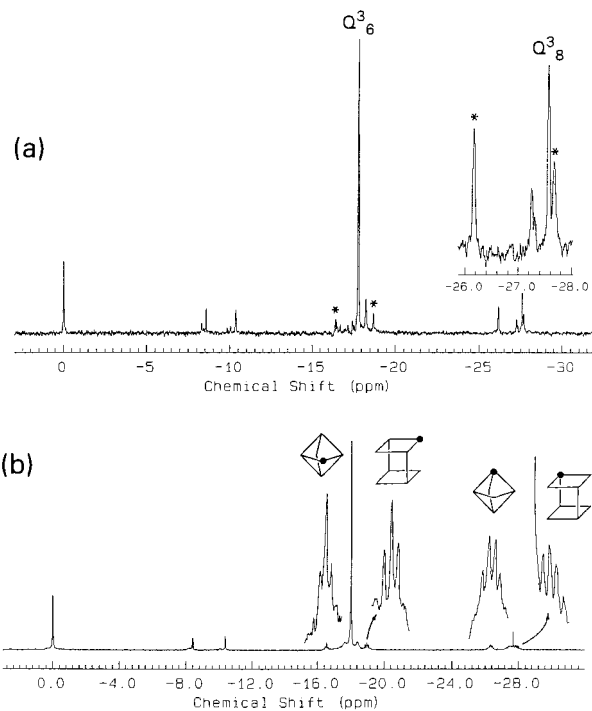 Q³₆
Q³₈
(a)
*
*
*
*
-26.0 -27.0 -28.0
0 -5 -10 -15 -20 -25 -30
Chemical Shift (ppm)
(b)
0.0 -4.0 -8.0 -12.0 -16.0 -20.0 -24.0 -28.0
Chemical Shift (ppm)